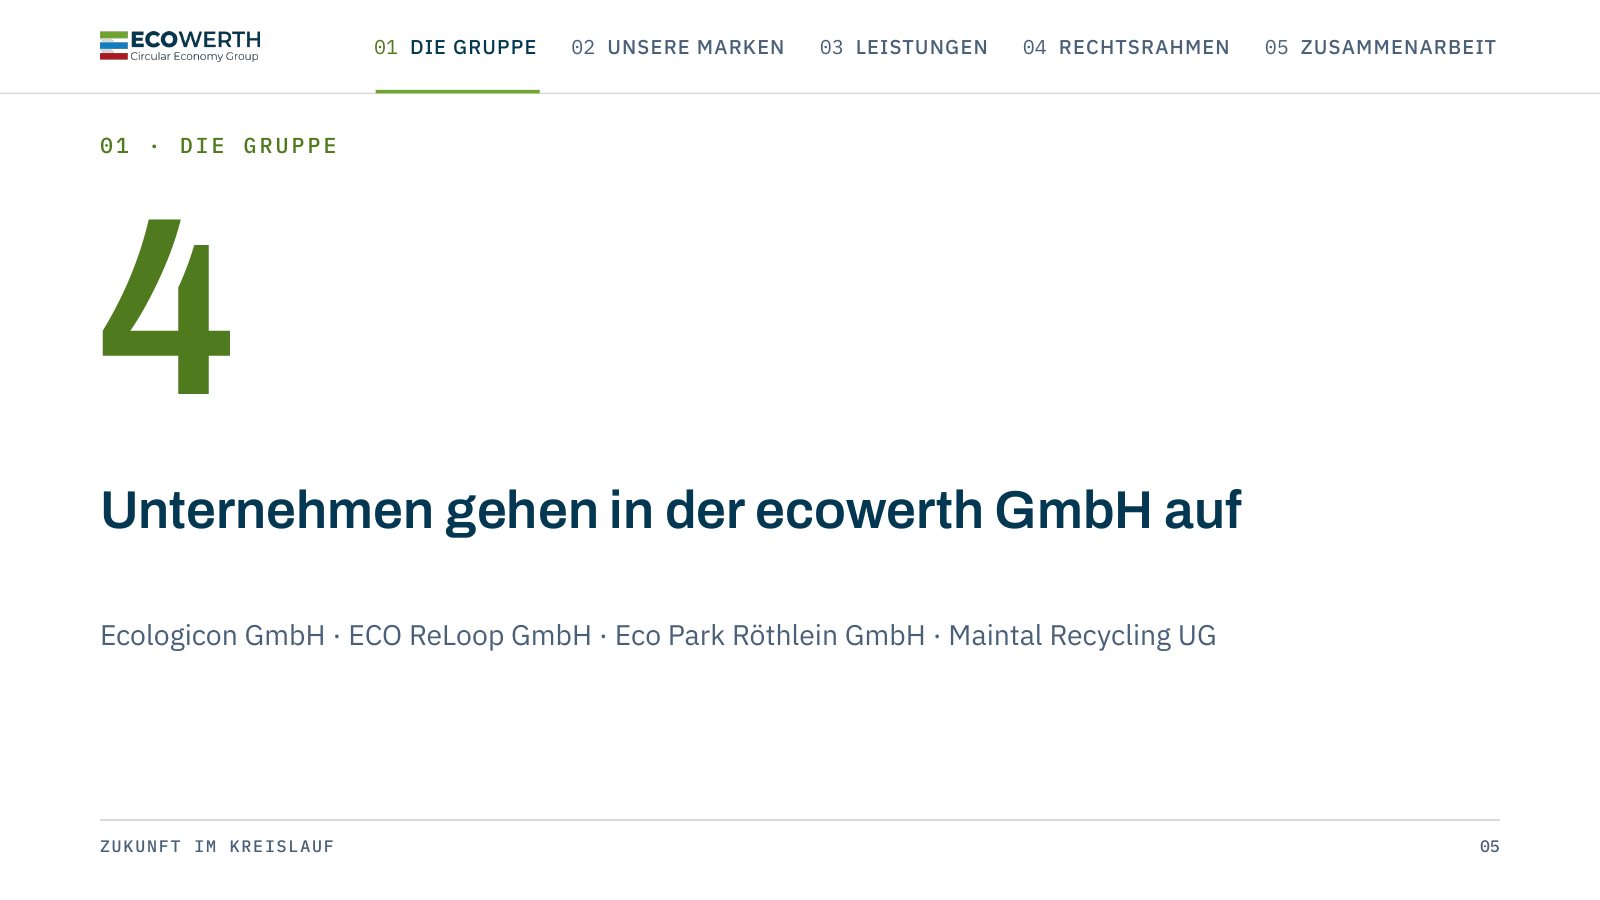 ECOWERTH
Circular Economy Group
01 DIE GRUPPE 02 UNSERE MARKEN 03 LEISTUNGEN 04 RECHTSRAHMEN 05 ZUSAMMENARBEIT
01 · DIE GRUPPE
4
Unternehmen gehen in der ecowerth GmbH auf
Ecologicon GmbH · ECO ReLoop GmbH · Eco Park Röthlein GmbH · Maintal Recycling UG
ZUKUNFT IM KREISLAUF 05